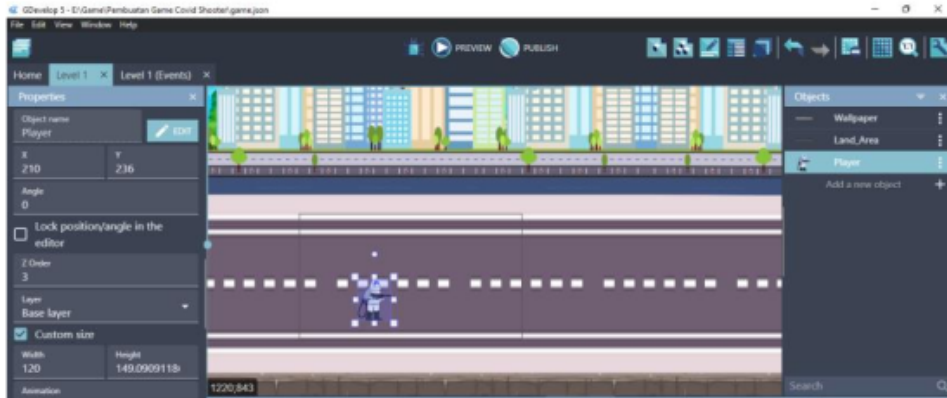 GDevelop 5 - E:\Game\Pembuatan Game Covid Shooter\game.json
File Edit View Window Help
PREVIEW PUBLISH
Home Level 1 × Level 1 (Events) ×
Properties ×
Object name
Player
EDIT
X Y
210 236
Angle
0
Lock position/angle in the
editor
Z Order
3
Layer
Base layer
Custom size
Width Height
120 149.0909118
Animation
1220;843
Objects
Wallpaper
Land_Area
Player
Add a new object
Search